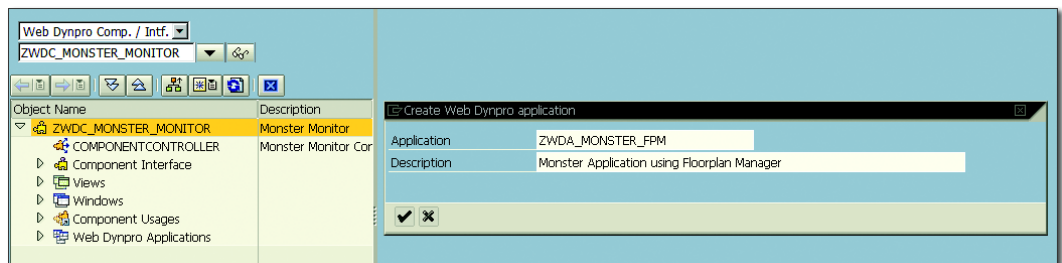 Web Dynpro Comp. / Intf.
ZWDC_MONSTER_MONITOR
Object Name Description
ZWDC_MONSTER_MONITOR Monster Monitor
COMPONENTCONTROLLER Monster Monitor Cor
Component Interface
Views
Windows
Component Usages
Web Dynpro Applications
Create Web Dynpro application
Application ZWDA_MONSTER_FPM
Description Monster Application using Floorplan Manager